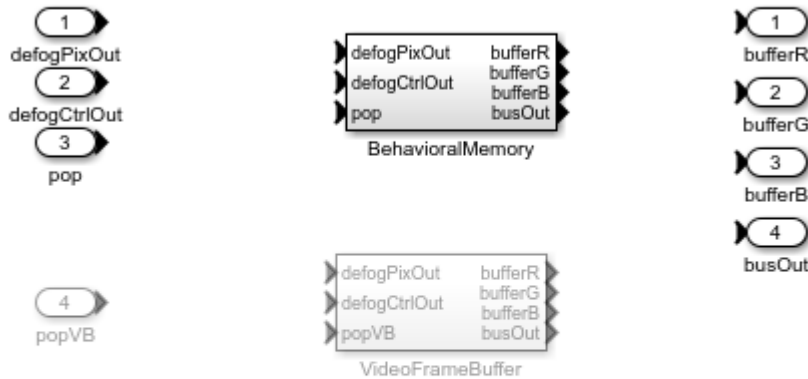 1
defogPixOut
2
defogCtrlOut
3
pop
defogPixOut bufferR
defogCtrlOut bufferG
bufferB
pop busOut
BehavioralMemory
1
bufferR
2
bufferG
3
bufferB
4
busOut
4
popVB
defogPixOut bufferR
defogCtrlOut bufferG
bufferB
popVB busOut
VideoFrameBuffer